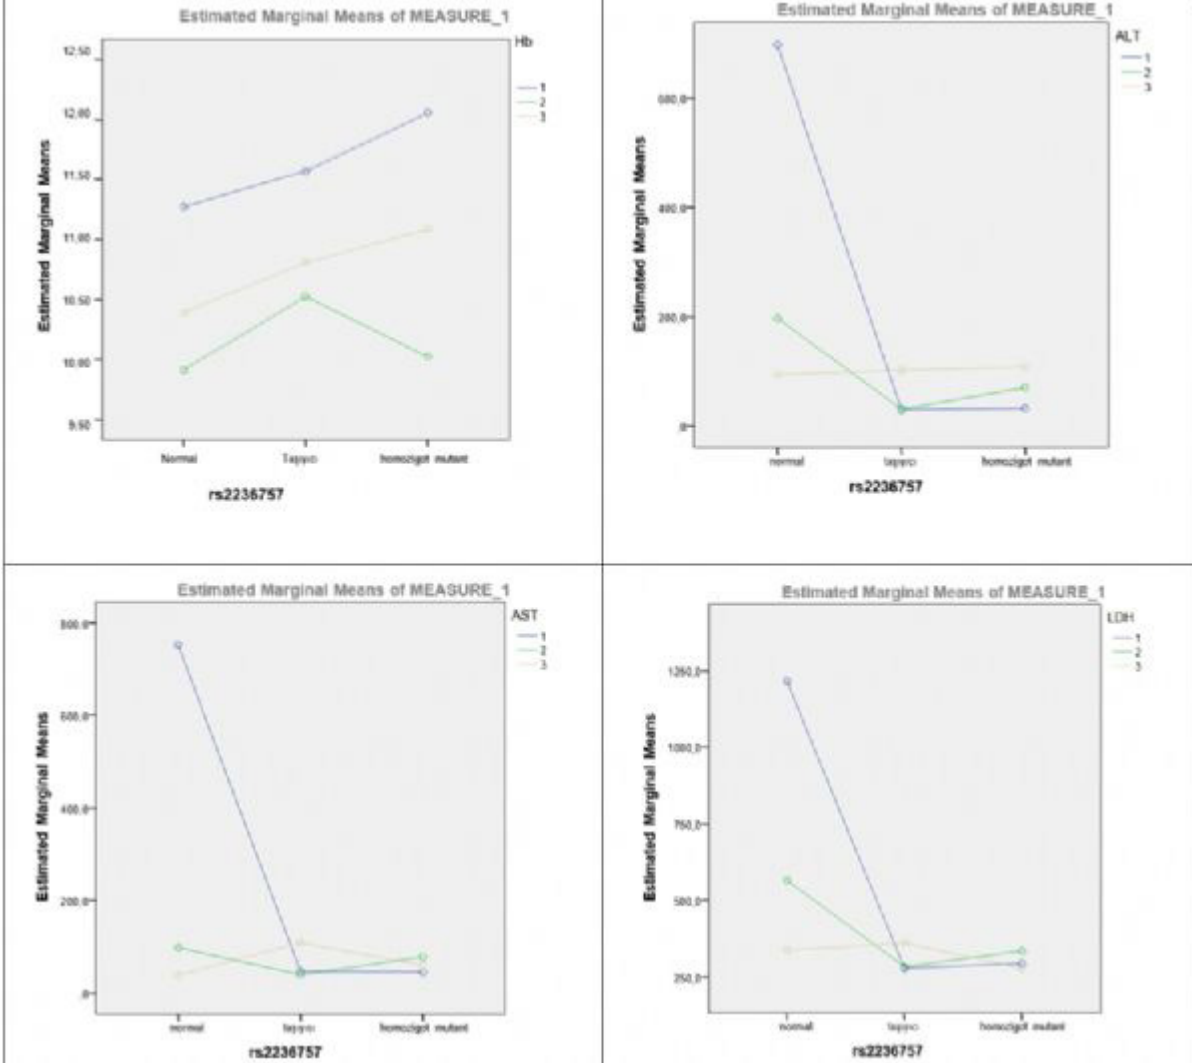 Estimated Marginal Means of MEASURE_1
Hb
1
2
3
12.50
12.00
11.50
11.00
10.50
10.00
9.50
Estimated Marginal Means
Normal
homozigot mutant
rs2236757
Estimated Marginal Means of MEASURE_1
ALT
1
2
3
600,0
400,0
200,0
,0
Estimated Marginal Means
normal
homozigot mutant
rs2236757
Estimated Marginal Means of MEASURE_1
AST
1
2
3
800,0
600,0
400,0
200,0
,0
Estimated Marginal Means
normal
homozigot mutant
rs2236757
Estimated Marginal Means of MEASURE_1
LDH
1
2
3
1250,0
1000,0
750,0
500,0
250,0
Estimated Marginal Means
normal
homozigot mutant
rs2236757